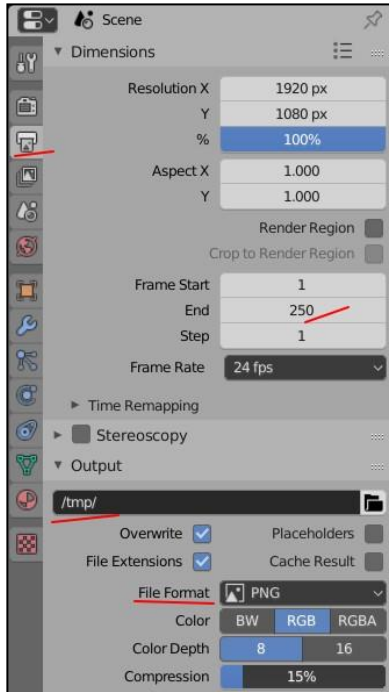 Scene
Dimensions
Resolution X 1920 px
Y 1080 px
% 100%
Aspect X 1.000
Y 1.000
Render Region
Crop to Render Region
Frame Start 1
End 250
Step 1
Frame Rate 24 fps
Time Remapping
Stereoscopy
Output
/tmp/
Overwrite Placeholders
File Extensions Cache Result
File Format PNG
Color BW RGB RGBA
Color Depth 8 16
Compression 15%